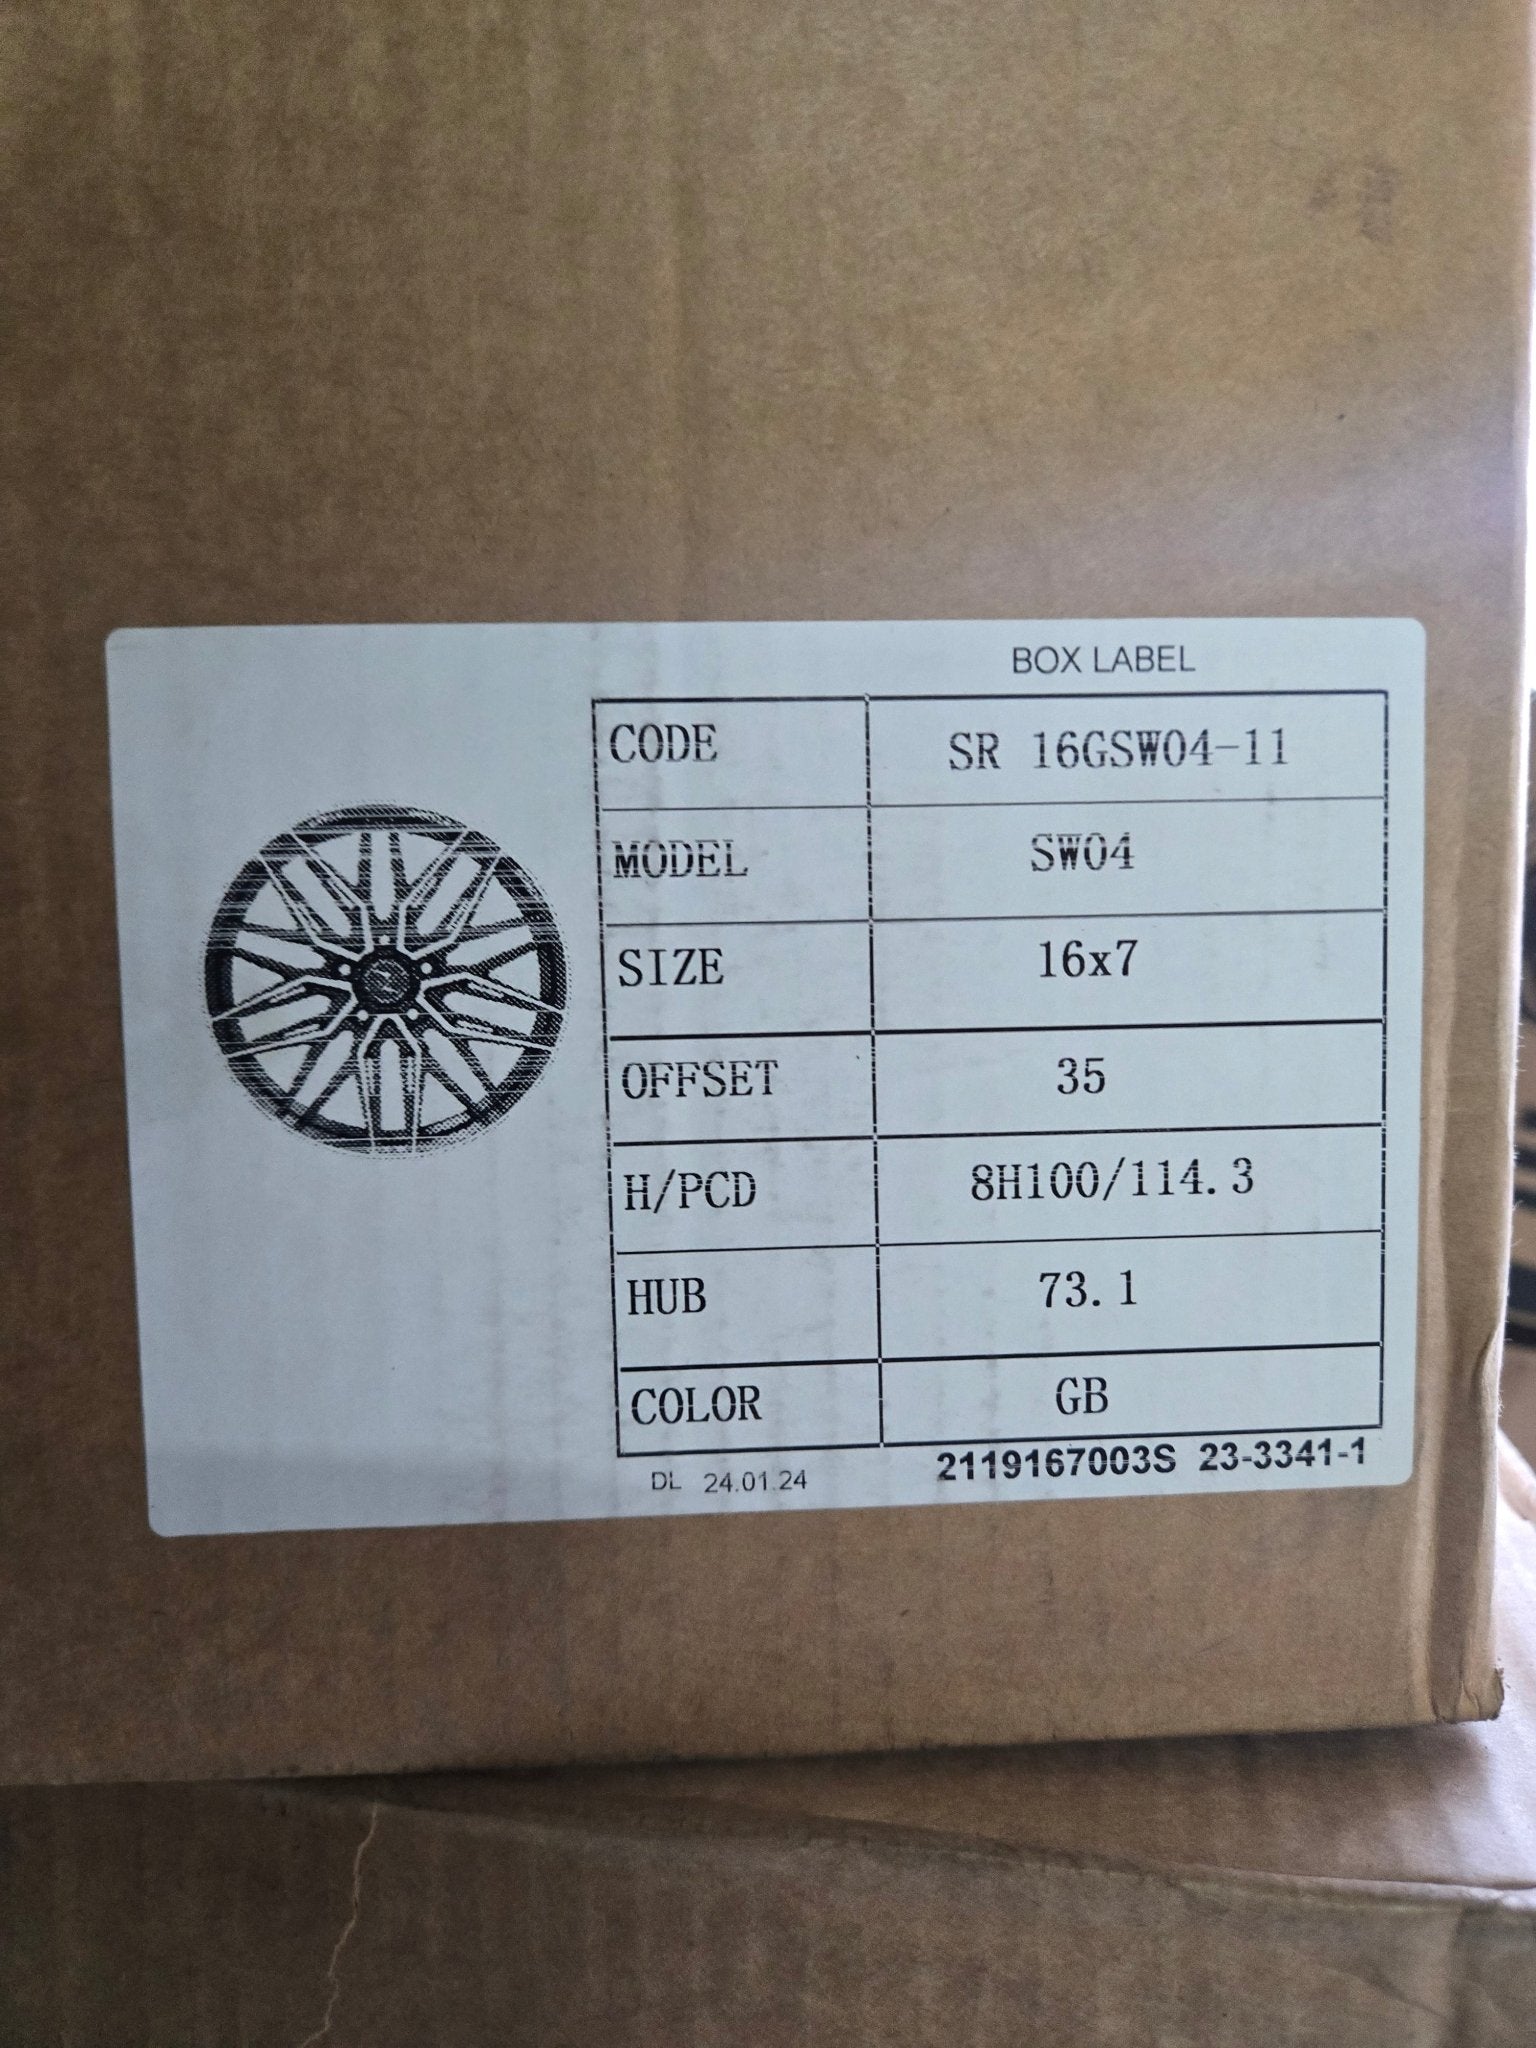 BOX LABEL
CODE SR 16GSW04-11
MODEL SW04
SIZE 16x7
OFFSET 35
H/PCD 8H100/114.3
HUB 73.1
COLOR GB
DL 24.01.24 2119167003S 23-3341-1